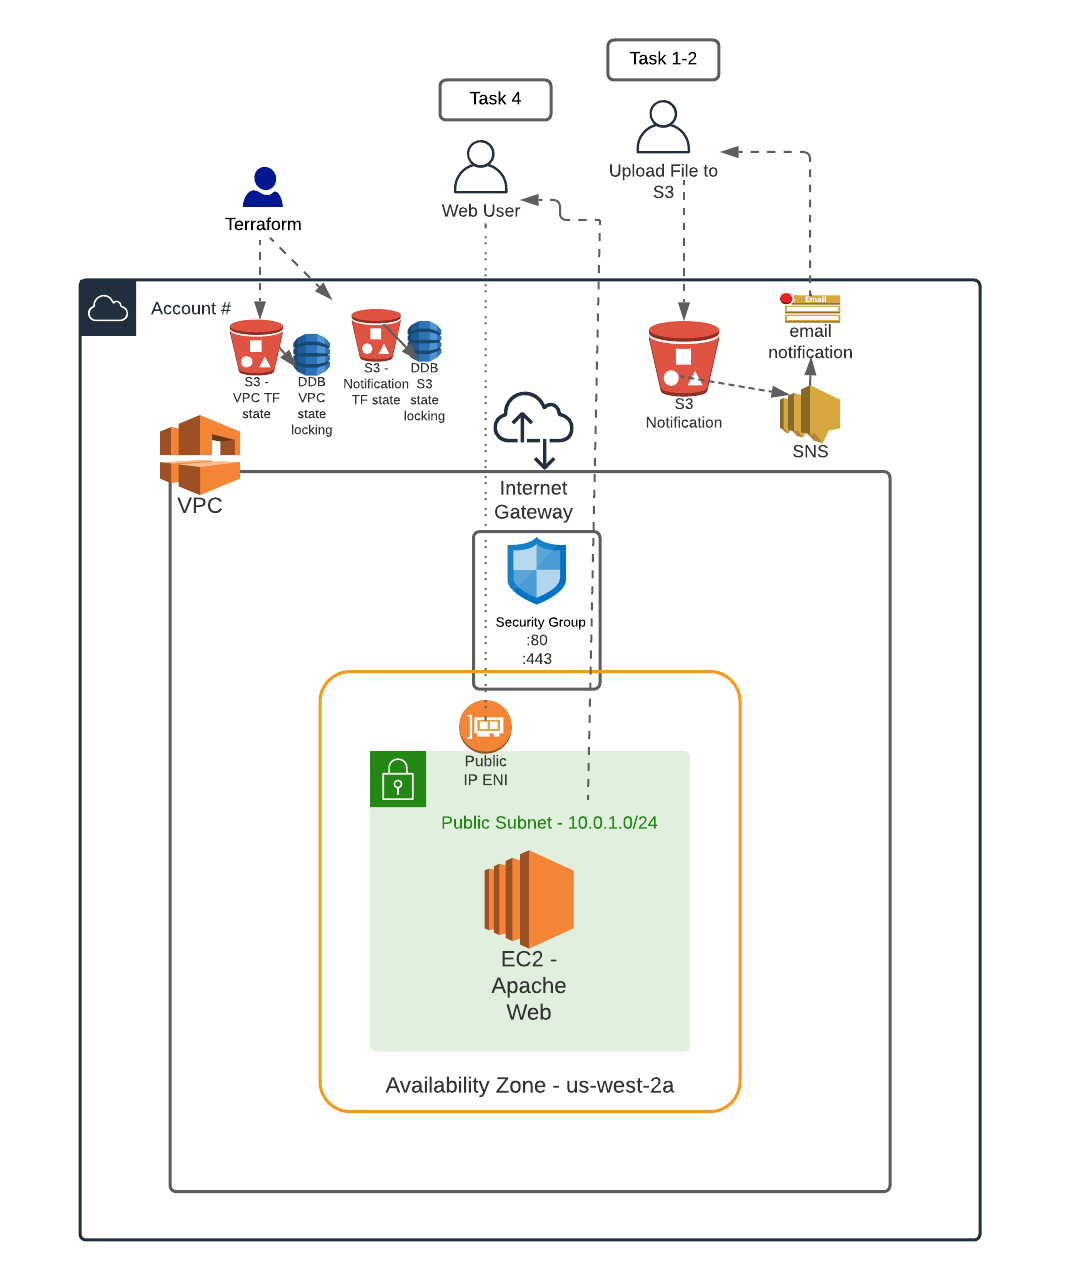 Task 1-2
Task 4
Upload File to
S3
Web User
Terraform
Account #
Email
email
notification
S3 -
VPC TF
state
DDB
VPC
state
locking
S3 -
Notification
TF state
DDB
S3
state
locking
S3
Notification
SNS
VPC
Internet
Gateway
Security Group
:80
:443
Public
IP ENI
Public Subnet - 10.0.1.0/24
EC2 -
Apache
Web
Availability Zone - us-west-2a